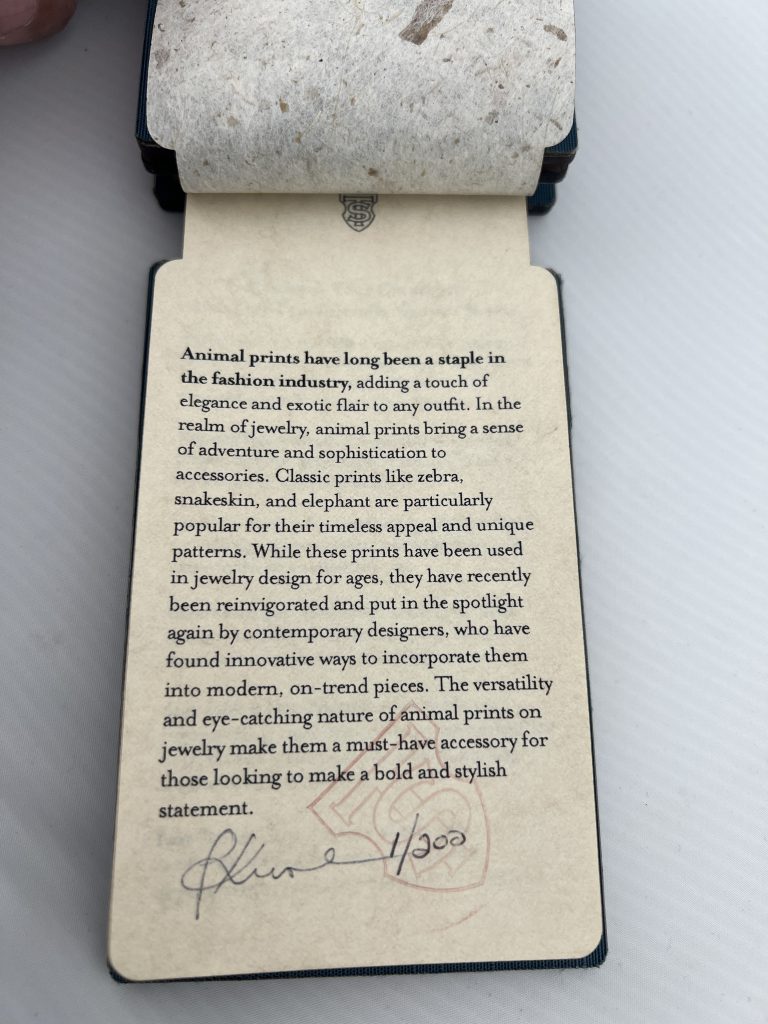 Animal prints have long been a staple in
the fashion industry, adding a touch of
elegance and exotic flair to any outfit. In the
realm of jewelry, animal prints bring a sense
of adventure and sophistication to
accessories. Classic prints like zebra,
snakeskin, and elephant are particularly
popular for their timeless appeal and unique
patterns. While these prints have been used
in jewelry design for ages, they have recently
been reinvigorated and put in the spotlight
again by contemporary designers, who have
found innovative ways to incorporate them
into modern, on-trend pieces. The versatility
and eye-catching nature of animal prints on
jewelry make them a must-have accessory for
those looking to make a bold and stylish
statement.
1/200